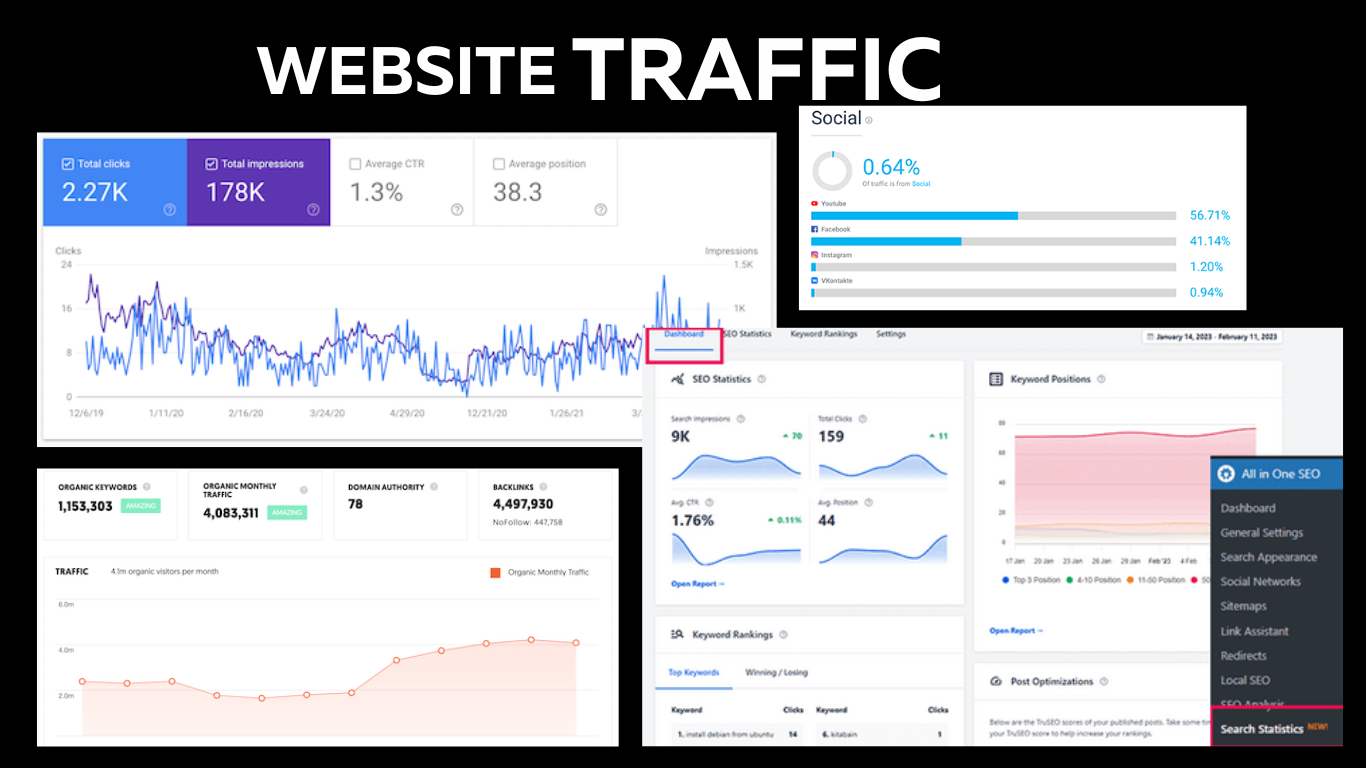 WEBSITE TRAFFIC
Total clicks
2.27K
Total impressions
178K
Average CTR
1.3%
Average position
38.3
Clicks
Impressions
24
16
8
0
1.5K
1K
12/6/19 1/11/20 2/16/20 3/24/20 4/29/20 12/21/20 1/26/21 3/
Social
0.64%
Of traffic is from Social
Youtube 56.71%
Facebook 41.14%
Instagram 1.20%
VKontakte 0.94%
ORGANIC KEYWORDS
1,153,303 AMAZING
ORGANIC MONTHLY
TRAFFIC
4,083,311 AMAZING
DOMAIN AUTHORITY
78
BACKLINKS
4,497,930
NoFollow: 447,758
TRAFFIC 4.1m organic visitors per month
Organic Monthly Traffic
6.0m
4.0m
2.0m
Dashboard SEO Statistics Keyword Rankings Settings
January 14, 2023 - February 11, 2023
SEO Statistics
Search Impressions
9K 70
Total Clicks
159 11
Avg. CTR
1.76% 0.11%
Avg. Position
44
Open Report →
Keyword Positions
80
60
40
20
0
17 Jan 20 Jan 23 Jan 26 Jan 29 Jan Feb '23 4 Feb
Top 3 Position 4-10 Position 11-50 Position 50
Open Report →
Keyword Rankings
Top Keywords Winning / Losing
Keyword Clicks Keyword Clicks
1. install debian from ubuntu 14 6. kitabain 1
Post Optimizations
Below are the TruSEO scores of your published posts. Take some tim
your TruSEO score to help increase your rankings.
All in One SEO
Dashboard
General Settings
Search Appearance
Social Networks
Sitemaps
Link Assistant
Redirects
Local SEO
SEO Analysis
Search Statistics NEW!